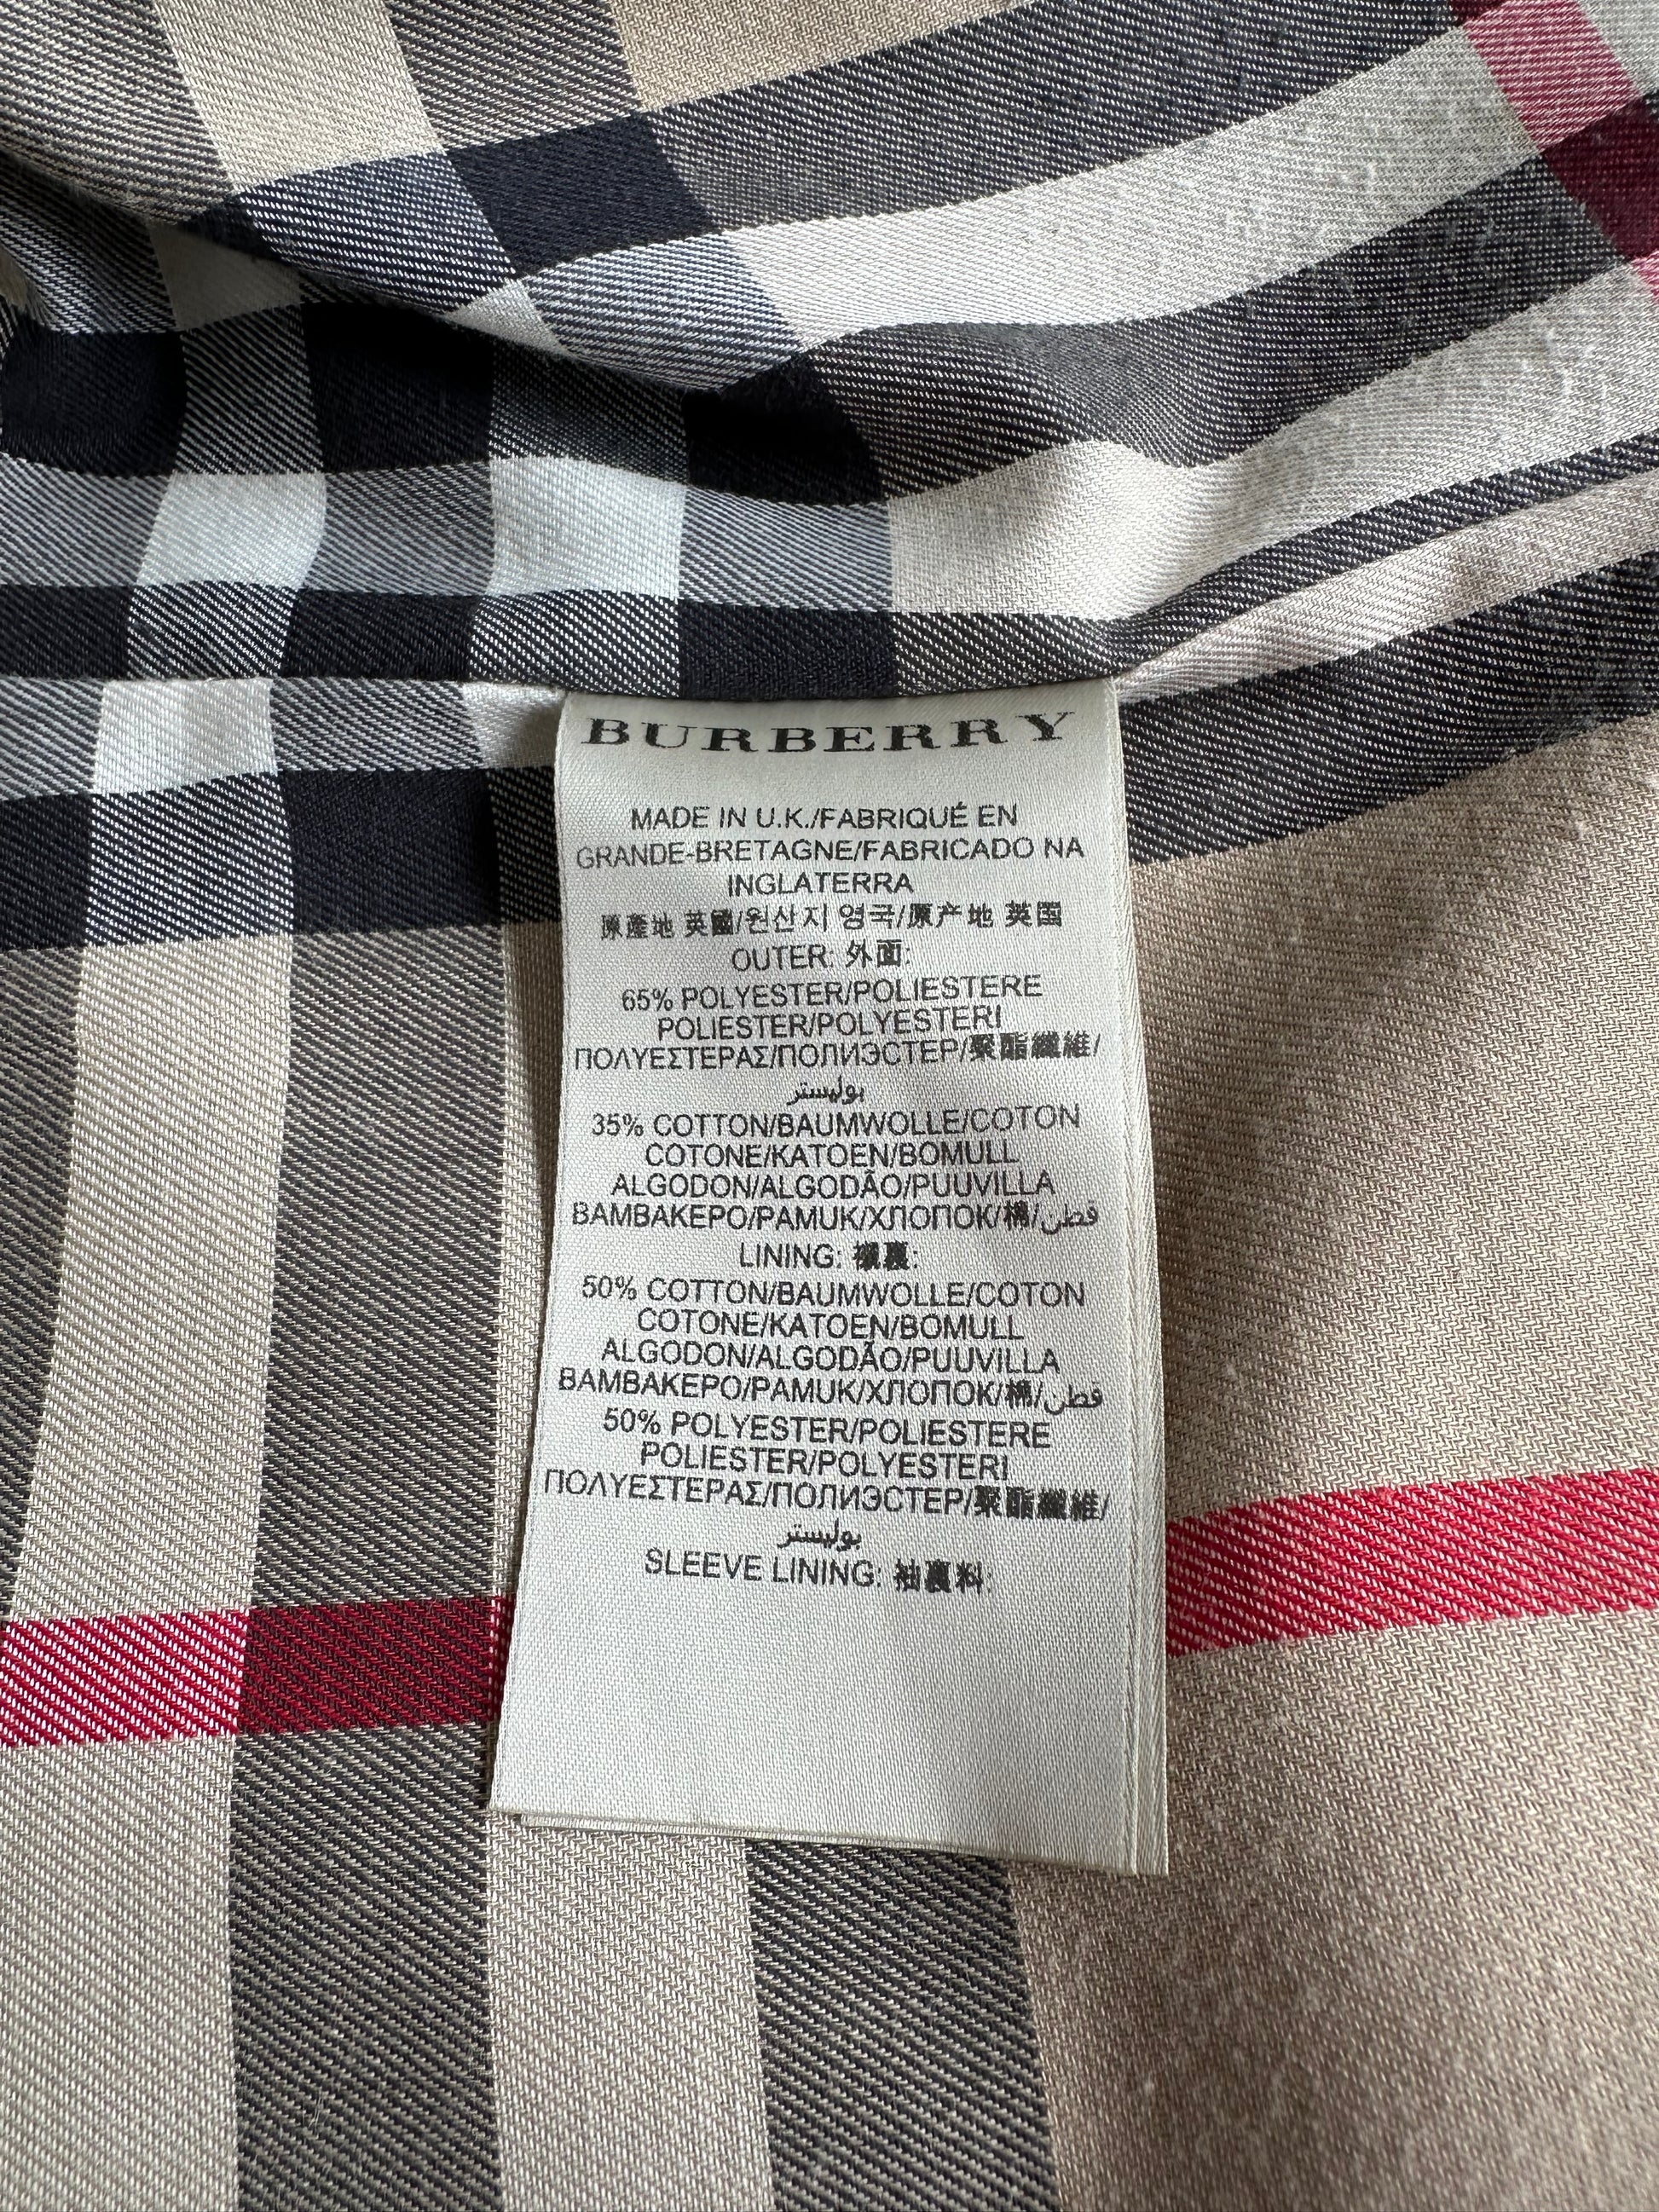 BURBERRY
MADE IN U.K./FABRIQUÉ EN
GRANDE-BRETAGNE/FABRICADO NA
INGLATERRA
原產地 英國/원산지 영국/原产地 英国
OUTER: 外面:
65% POLYESTER/POLIESTERE
POLIESTER/POLYESTERI
ΠΟΛΥΕΣΤΕΡΑΣ/ПОЛИЭСТЕР/聚酯纖維/
بوليستر
35% COTTON/BAUMWOLLE/COTON
COTONE/KATOEN/BOMULL
ALGODON/ALGODÃO/PUUVILLA
ΒΑΜΒΑΚΕΡΟ/PAMUK/ХЛОПОК/棉/قطن
LINING: 襯裏:
50% COTTON/BAUMWOLLE/COTON
COTONE/KATOEN/BOMULL
ALGODON/ALGODÃO/PUUVILLA
ΒΑΜΒΑΚΕΡΟ/PAMUK/ХЛОПОК/棉/قطن
50% POLYESTER/POLIESTERE
POLIESTER/POLYESTERI
ΠΟΛΥΕΣΤΕΡΑΣ/ПОЛИЭСТЕР/聚酯纖維/
بوليستر
SLEEVE LINING: 袖裏料: